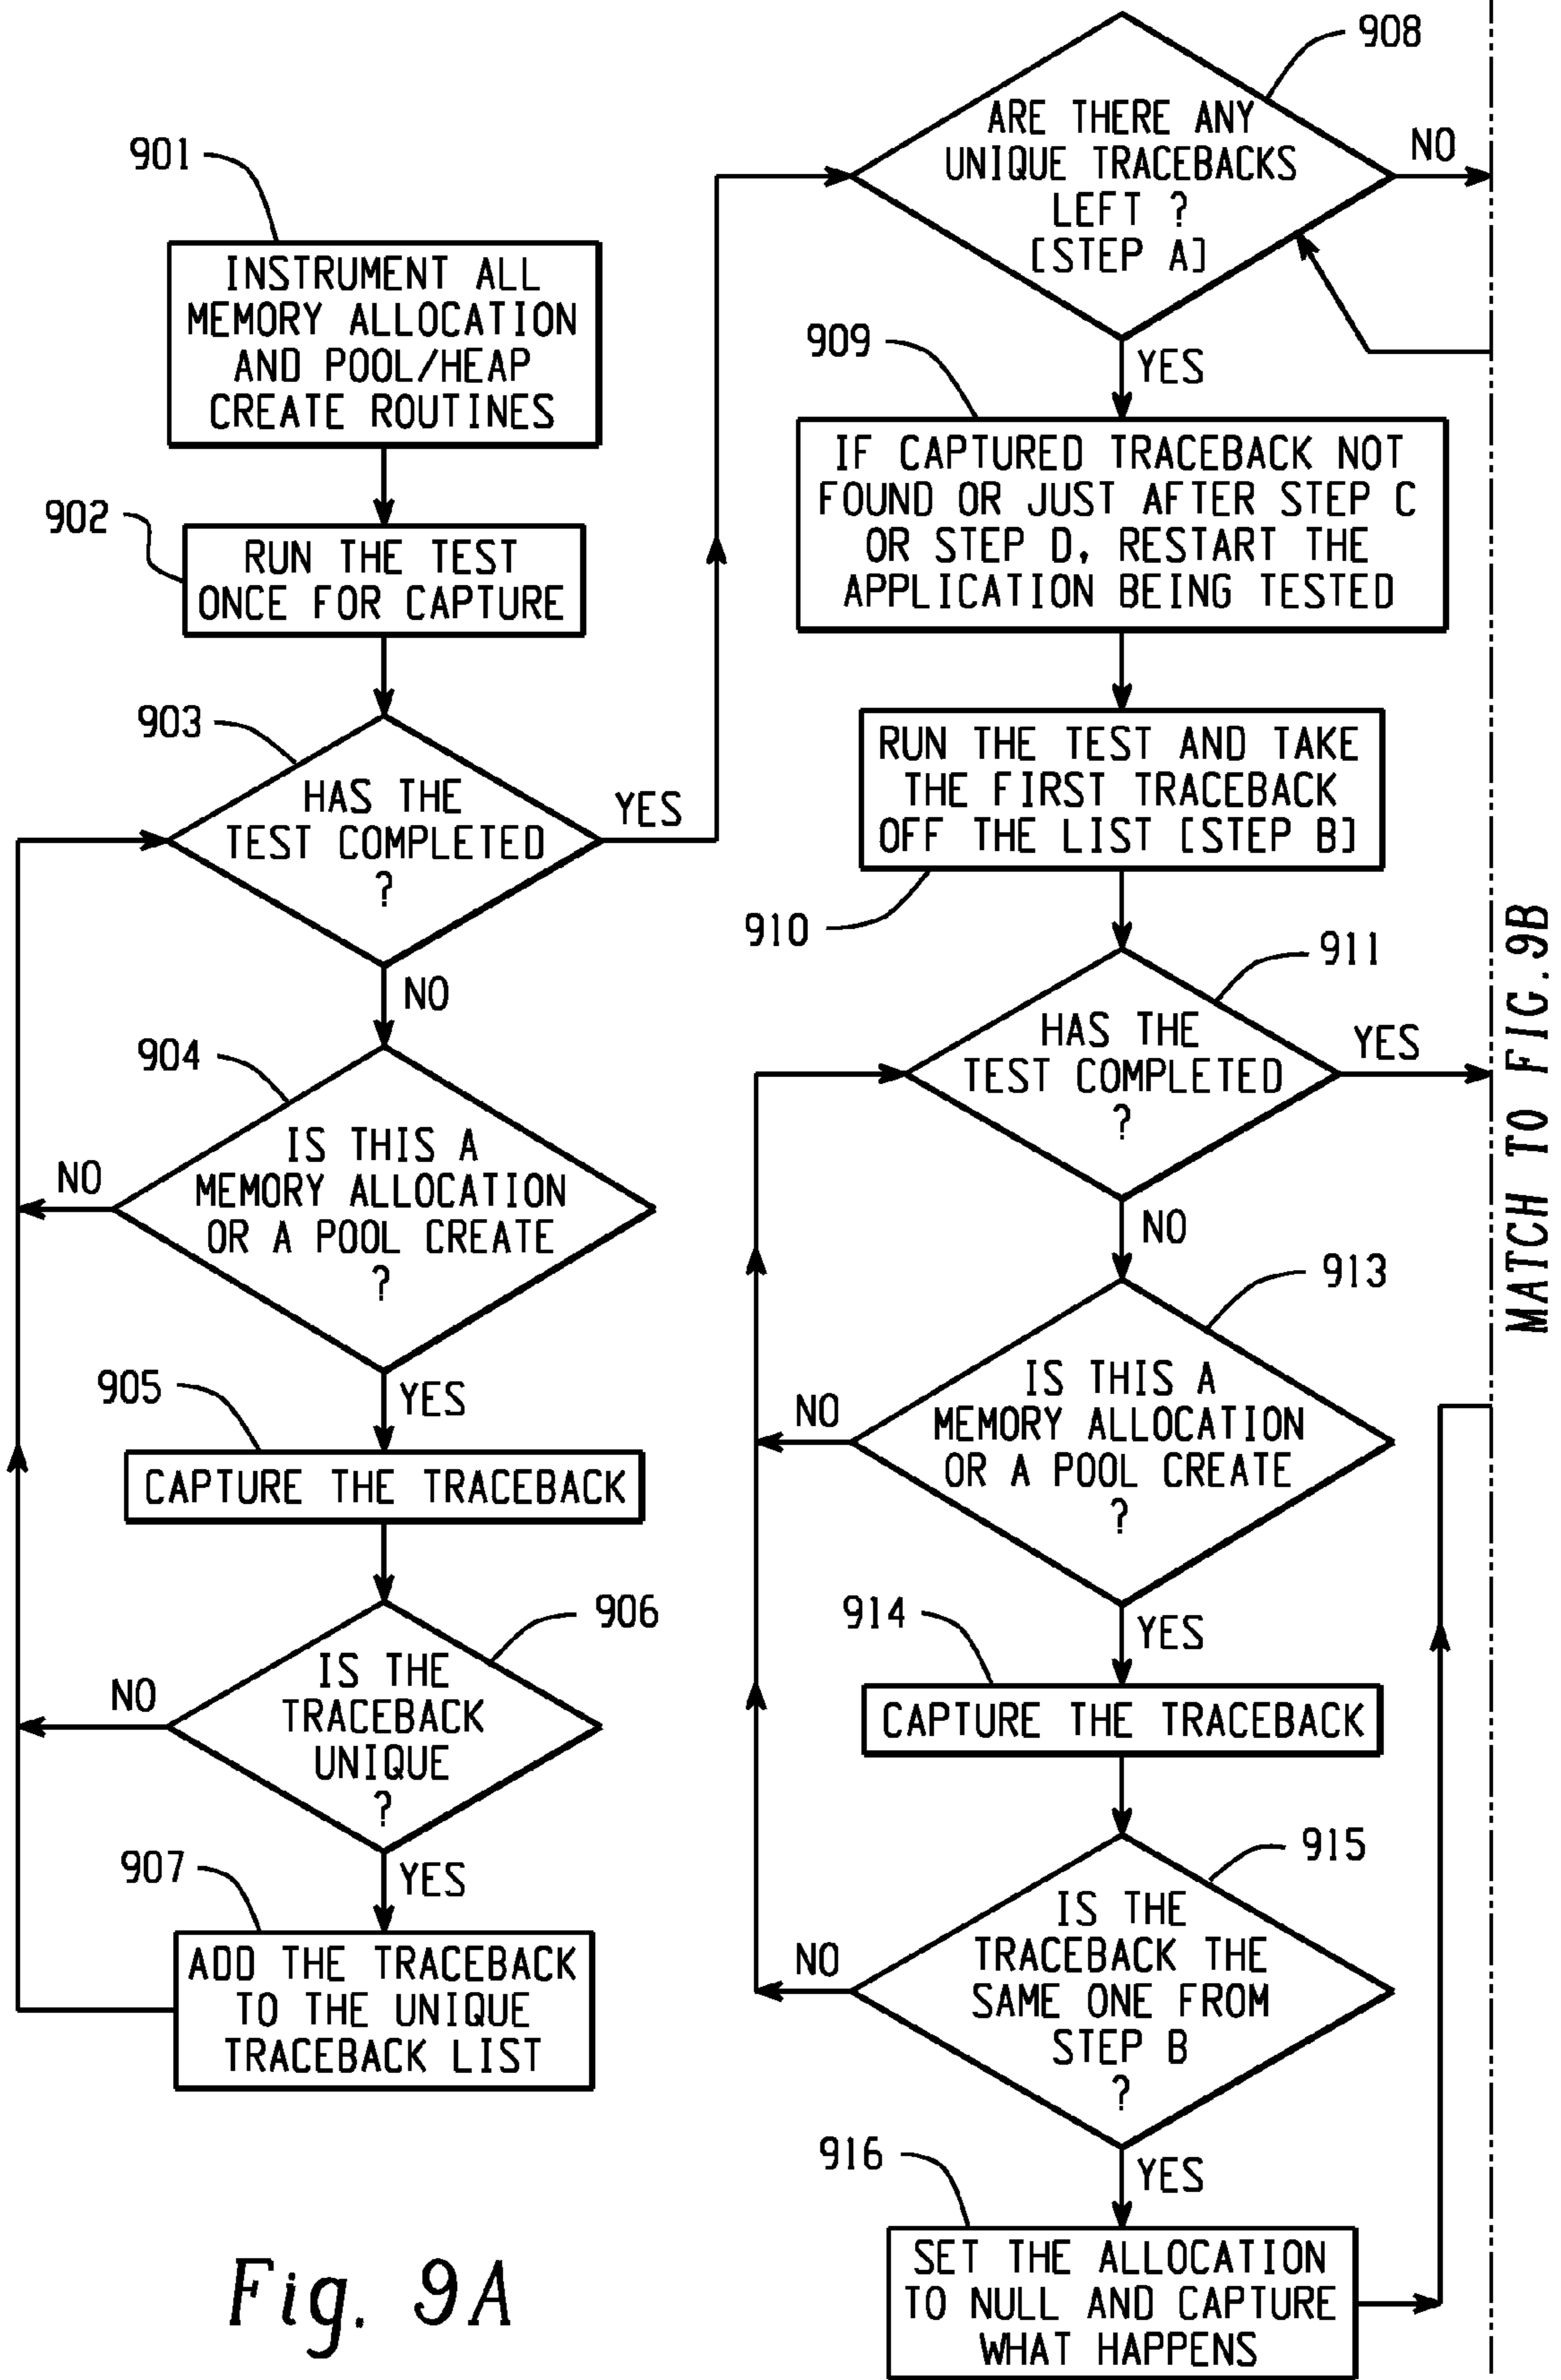 901
INSTRUMENT ALL
MEMORY ALLOCATION
AND POOL/HEAP
CREATE ROUTINES
902
RUN THE TEST
ONCE FOR CAPTURE
903
HAS THE
TEST COMPLETED
?
YES
NO
904
IS THIS A
MEMORY ALLOCATION
OR A POOL CREATE
?
NO
YES
905
CAPTURE THE TRACEBACK
906
IS THE
TRACEBACK
UNIQUE
?
NO
YES
907
ADD THE TRACEBACK
TO THE UNIQUE
TRACEBACK LIST
908
ARE THERE ANY
UNIQUE TRACEBACKS
LEFT ?
[STEP A]
NO
YES
909
IF CAPTURED TRACEBACK NOT
FOUND OR JUST AFTER STEP C
OR STEP D, RESTART THE
APPLICATION BEING TESTED
RUN THE TEST AND TAKE
THE FIRST TRACEBACK
OFF THE LIST [STEP B]
910
911
HAS THE
TEST COMPLETED
?
YES
NO
913
IS THIS A
MEMORY ALLOCATION
OR A POOL CREATE
?
NO
YES
914
CAPTURE THE TRACEBACK
915
IS THE
TRACEBACK THE
SAME ONE FROM
STEP B
?
NO
YES
916
SET THE ALLOCATION
TO NULL AND CAPTURE
WHAT HAPPENS
MATCH TO FIG.9B
Fig. 9A